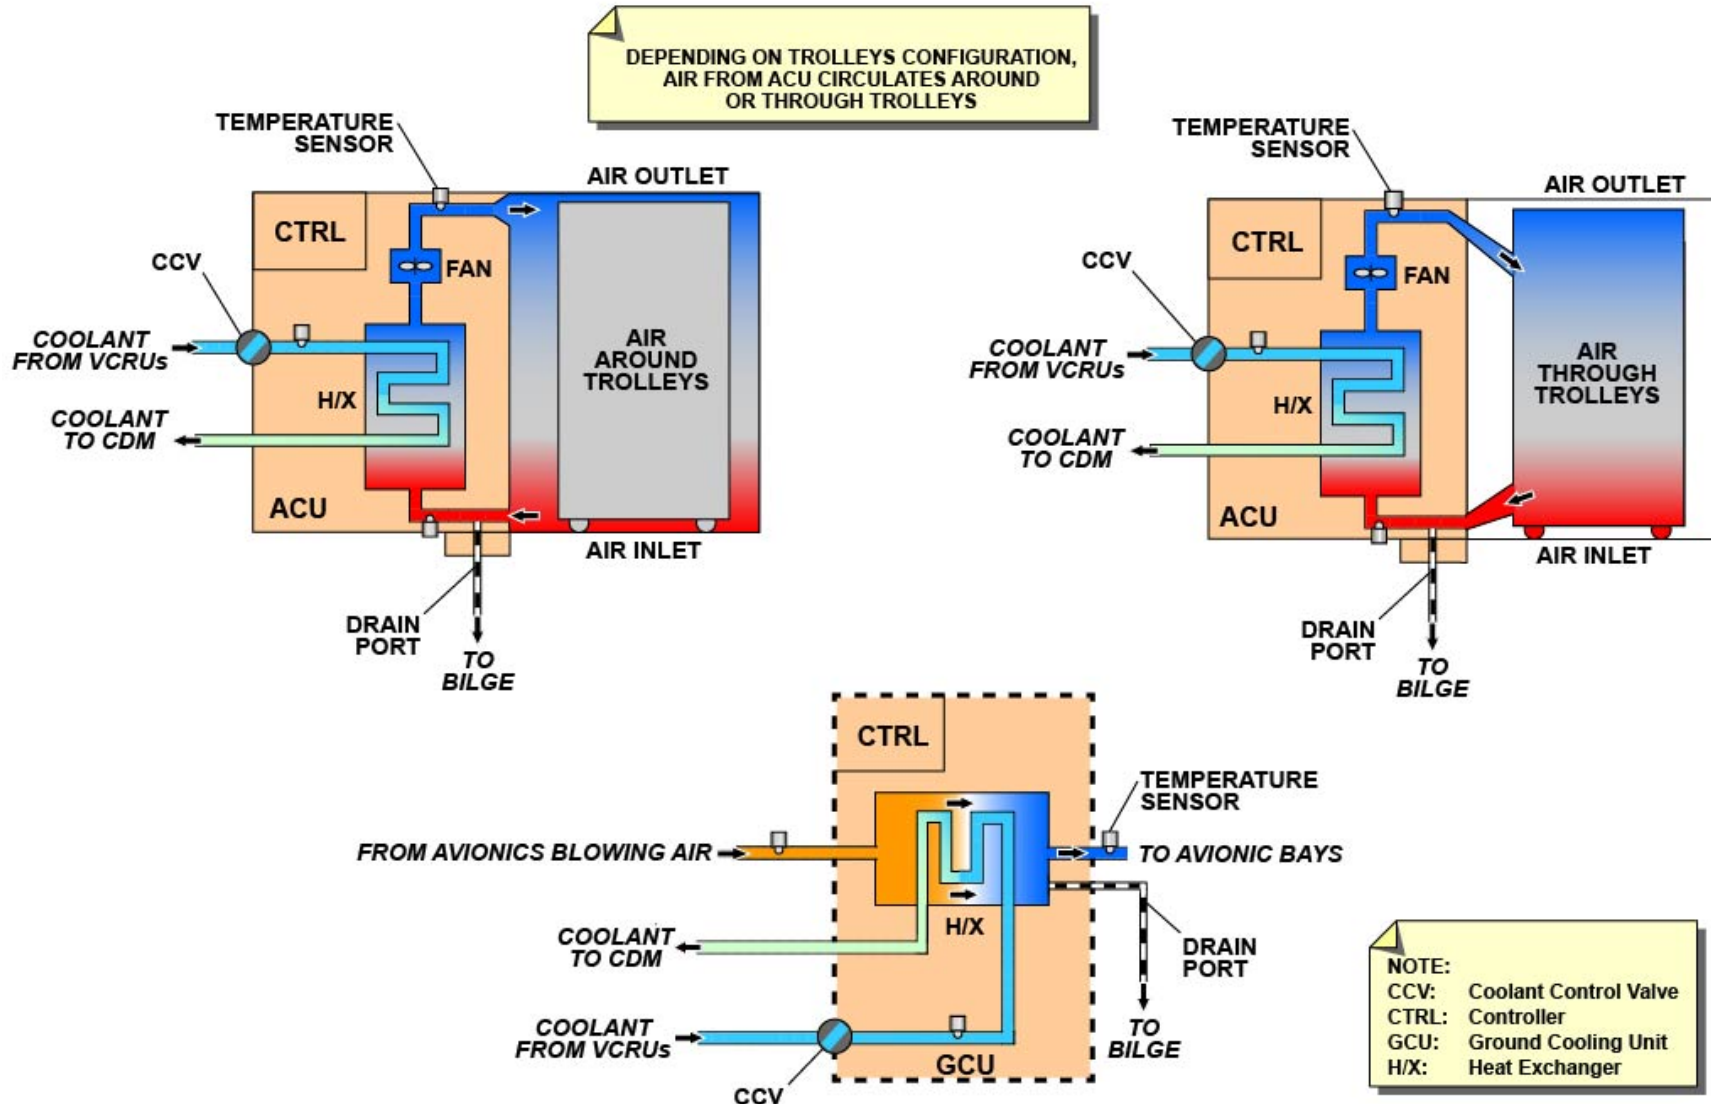 DEPENDING ON TROLLEYS CONFIGURATION,
AIR FROM ACU CIRCULATES AROUND
OR THROUGH TROLLEYS
TEMPERATURE
SENSOR
AIR OUTLET
CTRL
CCV
FAN
COOLANT
FROM VCRUs
AIR
AROUND
TROLLEYS
H/X
COOLANT
TO CDM
ACU
AIR INLET
DRAIN
PORT
TO
BILGE
TEMPERATURE
SENSOR
AIR OUTLET
CTRL
CCV
FAN
COOLANT
FROM VCRUs
AIR
THROUGH
TROLLEYS
H/X
COOLANT
TO CDM
ACU
AIR INLET
DRAIN
PORT
TO
BILGE
CTRL
TEMPERATURE
SENSOR
FROM AVIONICS BLOWING AIR
TO AVIONIC BAYS
H/X
COOLANT
TO CDM
DRAIN
PORT
COOLANT
FROM VCRUs
TO
BILGE
GCU
CCV
NOTE:
CCV: Coolant Control Valve
CTRL: Controller
GCU: Ground Cooling Unit
H/X: Heat Exchanger